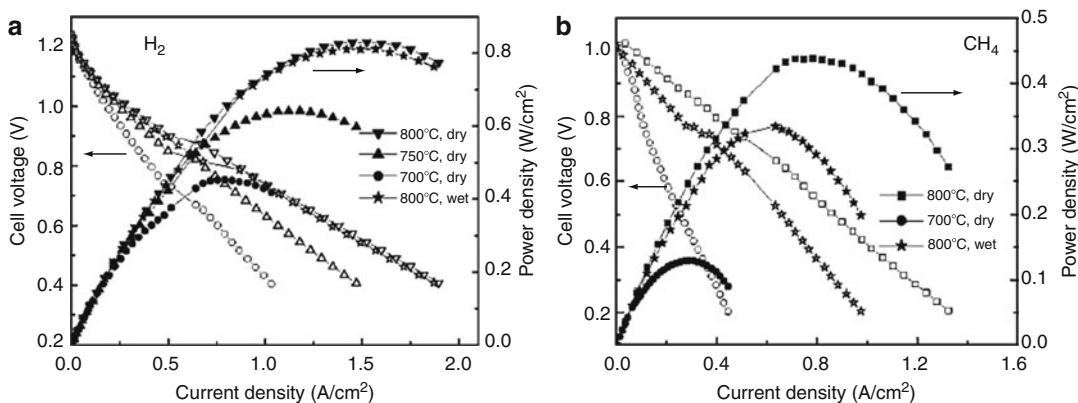 a
H₂
1.2
1.0
0.8
0.6
0.4
0.2
Cell voltage (V)
0.8
0.6
0.4
0.2
0.0
Power density (W/cm²)
800°C, dry
750°C, dry
700°C, dry
800°C, wet
0.0
0.5
1.0
1.5
2.0
Current density (A/cm²)
b
CH₄
1.0
0.8
0.6
0.4
0.2
Cell voltage (V)
0.5
0.4
0.3
0.2
0.1
0.0
Power density (W/cm²)
800°C, dry
700°C, dry
800°C, wet
0.0
0.4
0.8
1.2
1.6
Current density (A/cm²)